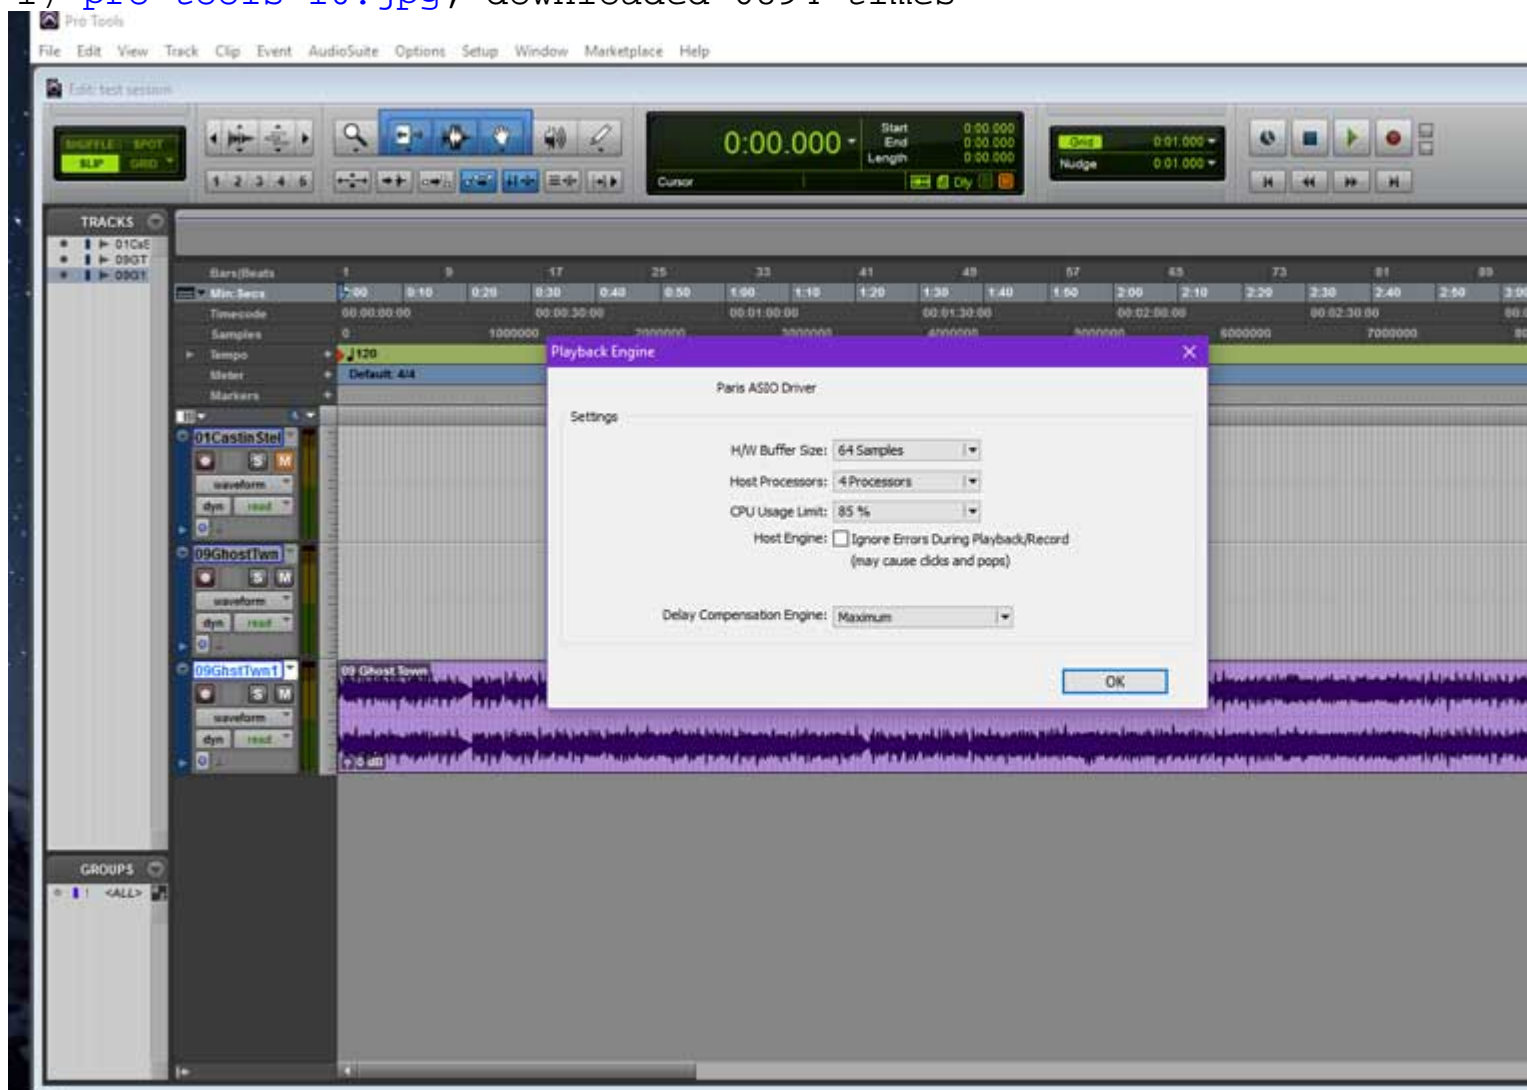 Pro Tools
File Edit View Track Clip Event AudioSuite Options Setup Window Marketplace Help
Edit: test session
SHUFFLE SPOT
SLIP GRID
1 2 3 4 5
0:00.000
Start 0:00.000
End 0:00.000
Length 0:00.000
Cursor
Dly
Grid 0:01.000
Nudge 0:01.000
TRACKS
01CaS
09GT
09G1
Bars|Beats 1 9 17 25 33 41 49 57 65 73 81 89
Min:Secs 0:00 0:10 0:20 0:30 0:40 0:50 1:00 1:10 1:20 1:30 1:40 1:50 2:00 2:10 2:20 2:30 2:40 2:50 3:00
Timecode 00:00:00:00 00:00:30:00 00:01:00:00 00:01:30:00 00:02:00:00 00:02:30:00
Samples 0 1000000 2000000 3000000 4000000 5000000 6000000 7000000
Tempo 120
Meter Default: 4/4
Markers
Playback Engine
Paris ASIO Driver
Settings
H/W Buffer Size: 64 Samples
Host Processors: 4 Processors
CPU Usage Limit: 85 %
Host Engine: Ignore Errors During Playback/Record
(may cause clicks and pops)
Delay Compensation Engine: Maximum
OK
01CastinStel
S M
waveform
dyn read
09GhostTwn
S M
waveform
dyn read
09GhstTwn1
S M
waveform
dyn read
09 Ghost Town
0 dB
GROUPS
! <ALL>